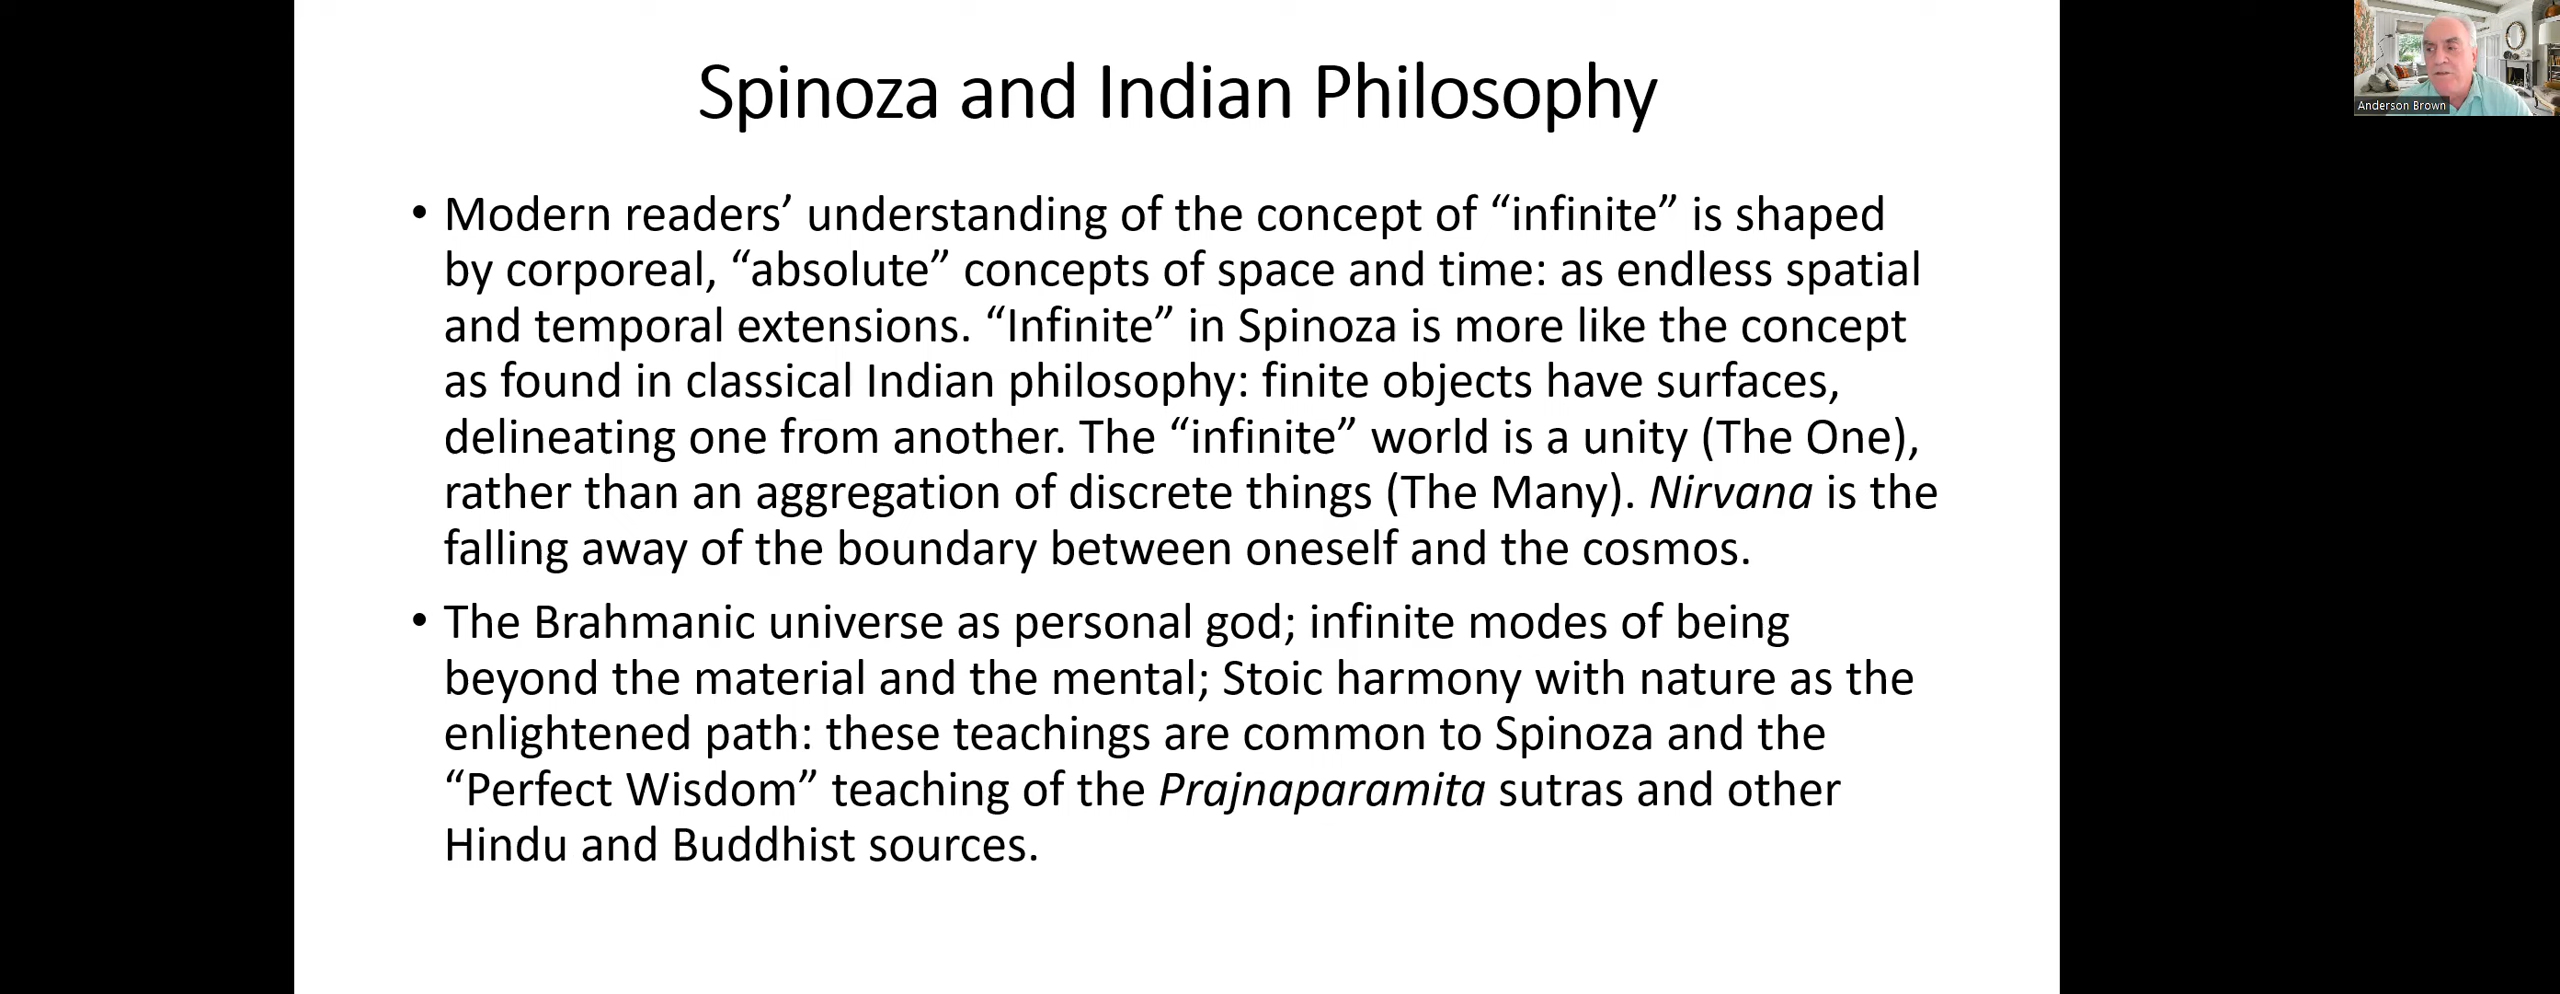 Spinoza and Indian Philosophy
Anderson Brown
• Modern readers’ understanding of the concept of “infinite” is shaped
by corporeal, “absolute” concepts of space and time: as endless spatial
and temporal extensions. “Infinite” in Spinoza is more like the concept
as found in classical Indian philosophy: finite objects have surfaces,
delineating one from another. The “infinite” world is a unity (The One),
rather than an aggregation of discrete things (The Many). Nirvana is the
falling away of the boundary between oneself and the cosmos.
• The Brahmanic universe as personal god; infinite modes of being
beyond the material and the mental; Stoic harmony with nature as the
enlightened path: these teachings are common to Spinoza and the
“Perfect Wisdom” teaching of the Prajnaparamita sutras and other
Hindu and Buddhist sources.